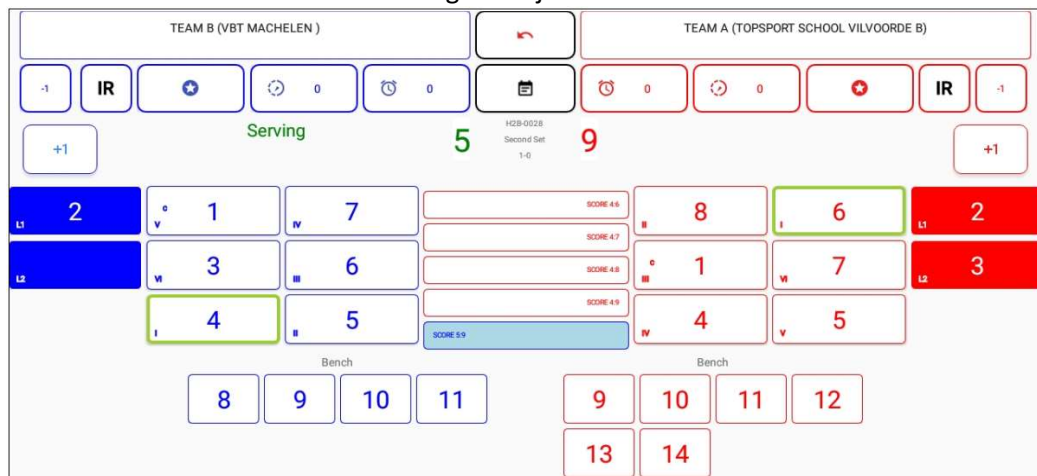 TEAM B (VBT MACHELEN )
TEAM A (TOPSPORT SCHOOL VILVOORDE B)
-1 IR 0 0 0 0 IR -1
+1 Serving 5 H2B-0028 9 +1
Second Set
1-0
L1 2 C V 1 IV 7 SCORE 4:6 II 8 I 6 L1 2
SCORE 4:7
L2 VI 3 III 6 SCORE 4:8 C III 1 VI 7 L2 3
SCORE 4:9
I 4 II 5 SCORE 5:9 IV 4 V 5
Bench Bench
8 9 10 11 9 10 11 12
13 14